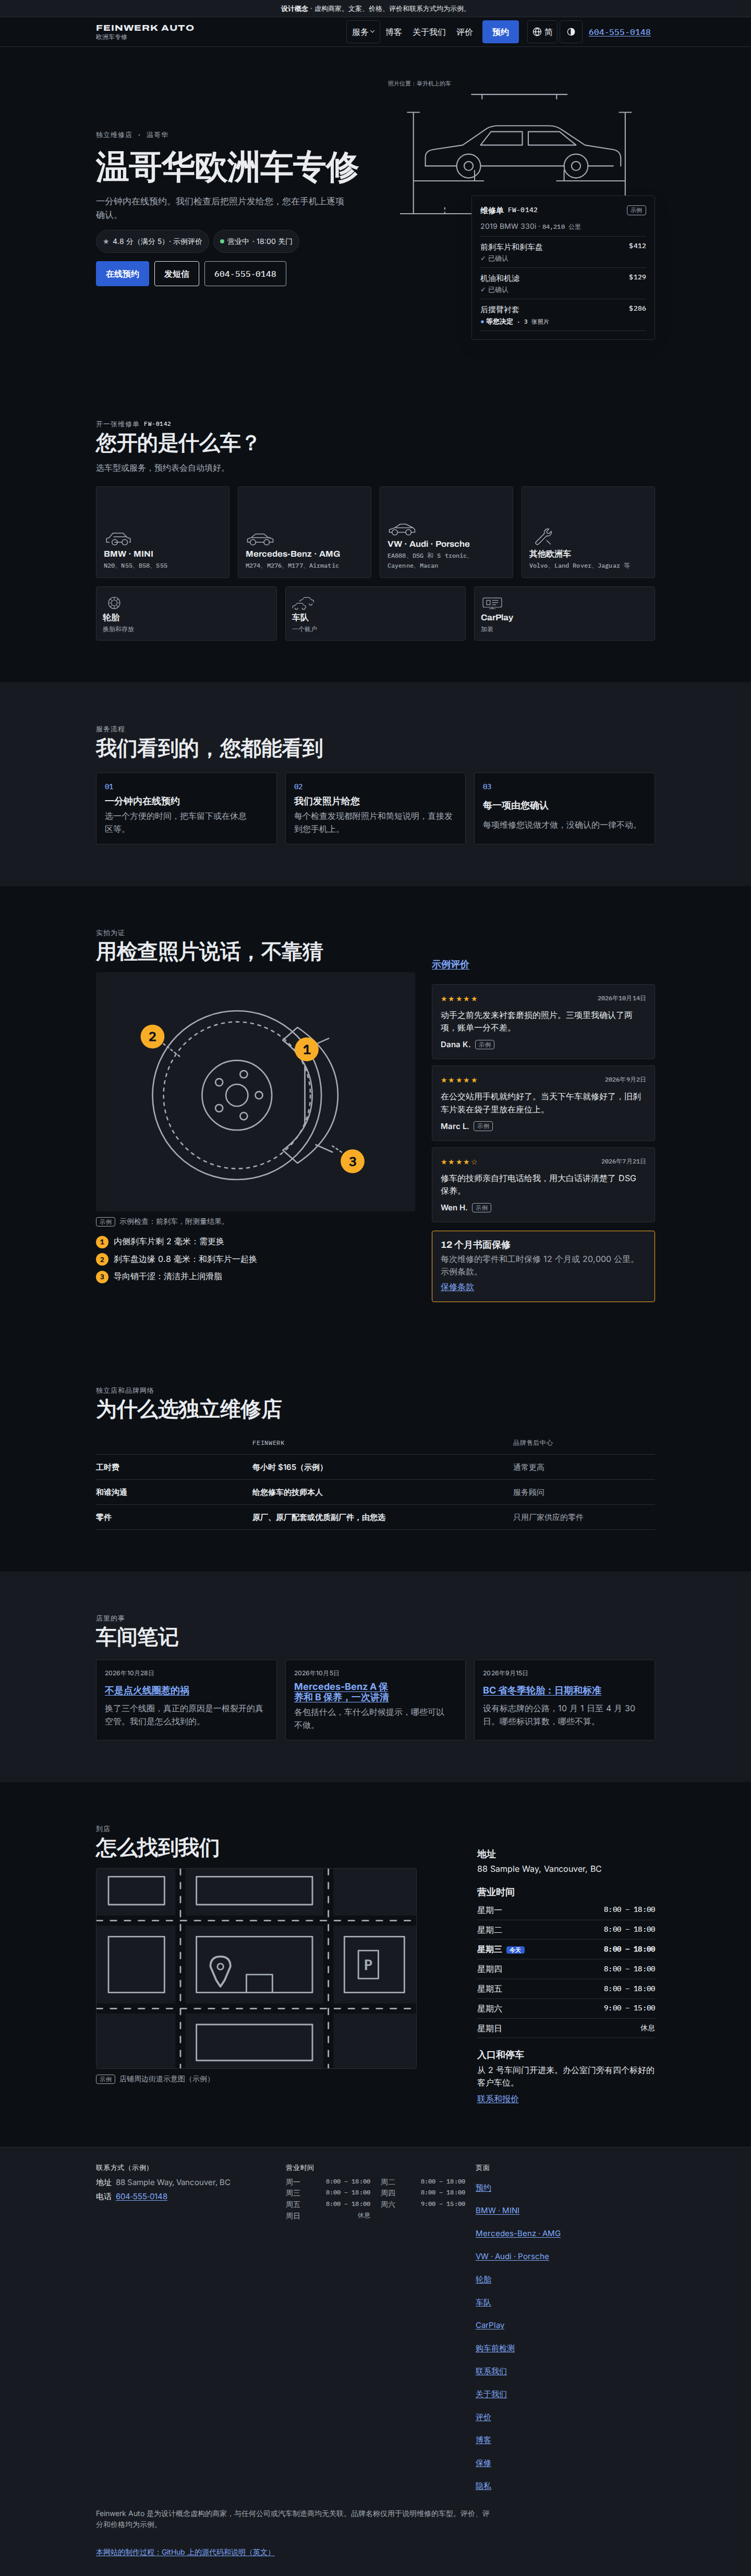 设计概念 · 虚构商家、文案、价格、评价和联系方式均为示例。
FEINWERK AUTO
欧洲车专修
服务 博客 关于我们 评价 预约 简 604-555-0148
照片位置：举升机上的车
独立维修店 · 温哥华
温哥华欧洲车专修
一分钟内在线预约。我们检查后把照片发给您，您在手机上逐项
确认。
★ 4.8 分（满分 5）· 示例评价
营业中 · 18:00 关门
在线预约 发短信 604-555-0148
维修单 FW-0142 示例
2019 BMW 330i · 84,210 公里
前刹车片和刹车盘 $412
✓ 已确认
机油和机滤 $129
✓ 已确认
后摆臂衬套 $286
等您决定 · 3 张照片
开一张维修单 FW-0142
您开的是什么车？
选车型或服务，预约表会自动填好。
BMW · MINI
N20、N55、B58、S55
Mercedes-Benz · AMG
M274、M276、M177、Airmatic
VW · Audi · Porsche
EA888、DSG 和 S tronic、
Cayenne、Macan
其他欧洲车
Volvo、Land Rover、Jaguar 等
轮胎
换胎和存放
车队
一个账户
CarPlay
加装
服务流程
我们看到的，您都能看到
01
一分钟内在线预约
选一个方便的时间，把车留下或在休息
区等。
02
我们发照片给您
每个检查发现都附照片和简短说明，直接发
到您手机上。
03
每一项由您确认
每项维修您说做才做，没确认的一律不动。
实拍为证
用检查照片说话，不靠猜
1
2
3
示例 示例检查：前刹车，附测量结果。
1 内侧刹车片剩 2 毫米：需更换
2 刹车盘边缘 0.8 毫米：和刹车片一起换
3 导向销干涩：清洁并上润滑脂
示例评价
★★★★★ 2026年10月14日
动手之前先发来衬套磨损的照片。三项里我确认了两
项，账单一分不差。
Dana K. 示例
★★★★★ 2026年9月2日
在公交站用手机就约好了。当天下午车就修好了，旧刹
车片装在袋子里放在座位上。
Marc L. 示例
★★★★☆ 2026年7月21日
修车的技师亲自打电话给我，用大白话讲清楚了 DSG
保养。
Wen H. 示例
12 个月书面保修
每次维修的零件和工时保修 12 个月或 20,000 公里。
示例条款。
保修条款
独立店和品牌网络
为什么选独立维修店
FEINWERK 品牌售后中心
工时费 每小时 $165（示例） 通常更高
和谁沟通 给您修车的技师本人 服务顾问
零件 原厂、原厂配套或优质副厂件，由您选 只用厂家供应的零件
店里的事
车间笔记
2026年10月28日
不是点火线圈惹的祸
换了三个线圈，真正的原因是一根裂开的真
空管。我们是怎么找到的。
2026年10月5日
Mercedes-Benz A 保
养和 B 保养，一次讲清
各包括什么，车什么时候提示，哪些可以
不做。
2026年9月15日
BC 省冬季轮胎：日期和标准
设有标志牌的公路，10 月 1 日至 4 月 30
日。哪些标识算数，哪些不算。
到店
怎么找到我们
P
示例 店铺周边街道示意图（示例）
地址
88 Sample Way, Vancouver, BC
营业时间
星期一 8:00 – 18:00
星期二 8:00 – 18:00
星期三 今天 8:00 – 18:00
星期四 8:00 – 18:00
星期五 8:00 – 18:00
星期六 9:00 – 15:00
星期日 休息
入口和停车
从 2 号车间门开进来。办公室门旁有四个标好的
客户车位。
联系和报价
联系方式（示例）
地址 88 Sample Way, Vancouver, BC
电话 604-555-0148
营业时间
周一 8:00 – 18:00 周二 8:00 – 18:00
周三 8:00 – 18:00 周四 8:00 – 18:00
周五 8:00 – 18:00 周六 9:00 – 15:00
周日 休息
页面
预约
BMW · MINI
Mercedes-Benz · AMG
VW · Audi · Porsche
轮胎
车队
CarPlay
购车前检测
联系我们
关于我们
评价
博客
保修
隐私
Feinwerk Auto 是为设计概念虚构的商家，与任何公司或汽车制造商均无关联。品牌名称仅用于说明维修的车型。评价、评
分和价格均为示例。
本网站的制作过程：GitHub 上的源代码和说明（英文）